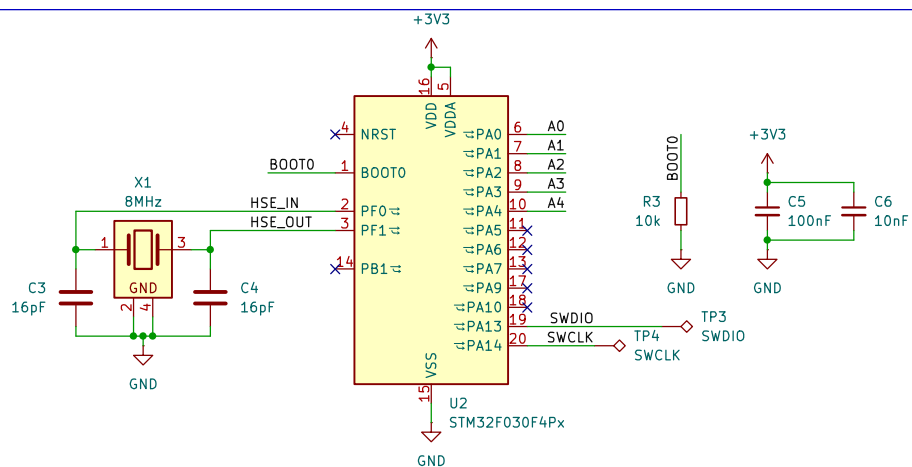 +3V3
16
5
VDD
VDDA
4
NRST
1
BOOT0
BOOT0
2
PF0
HSE_IN
3
PF1
HSE_OUT
14
PB1
PA0
6
A0
PA1
7
A1
PA2
8
A2
PA3
9
A3
PA4
10
A4
PA5
11
PA6
12
PA7
13
PA9
17
PA10
18
PA13
19
SWDIO
PA14
20
SWCLK
TP3
SWDIO
TP4
SWCLK
VSS
15
U2
STM32F030F4Px
GND
X1
8MHz
1
3
GND
2
4
C3
16pF
C4
16pF
GND
BOOT0
R3
10k
GND
+3V3
C5
100nF
C6
10nF
GND